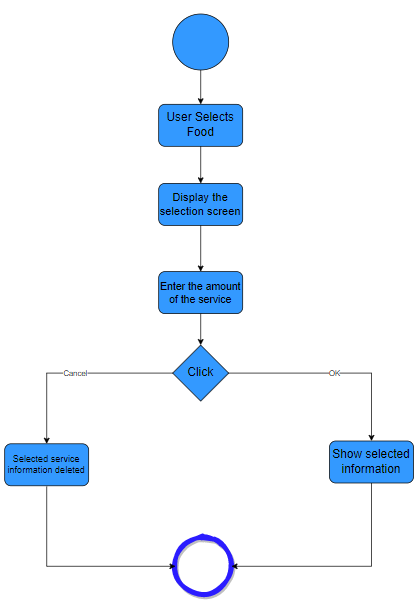 User Selects
Food
Display the
selection screen
Enter the amount
of the service
Click
Cancel
OK
Selected service
information deleted
Show selected
information